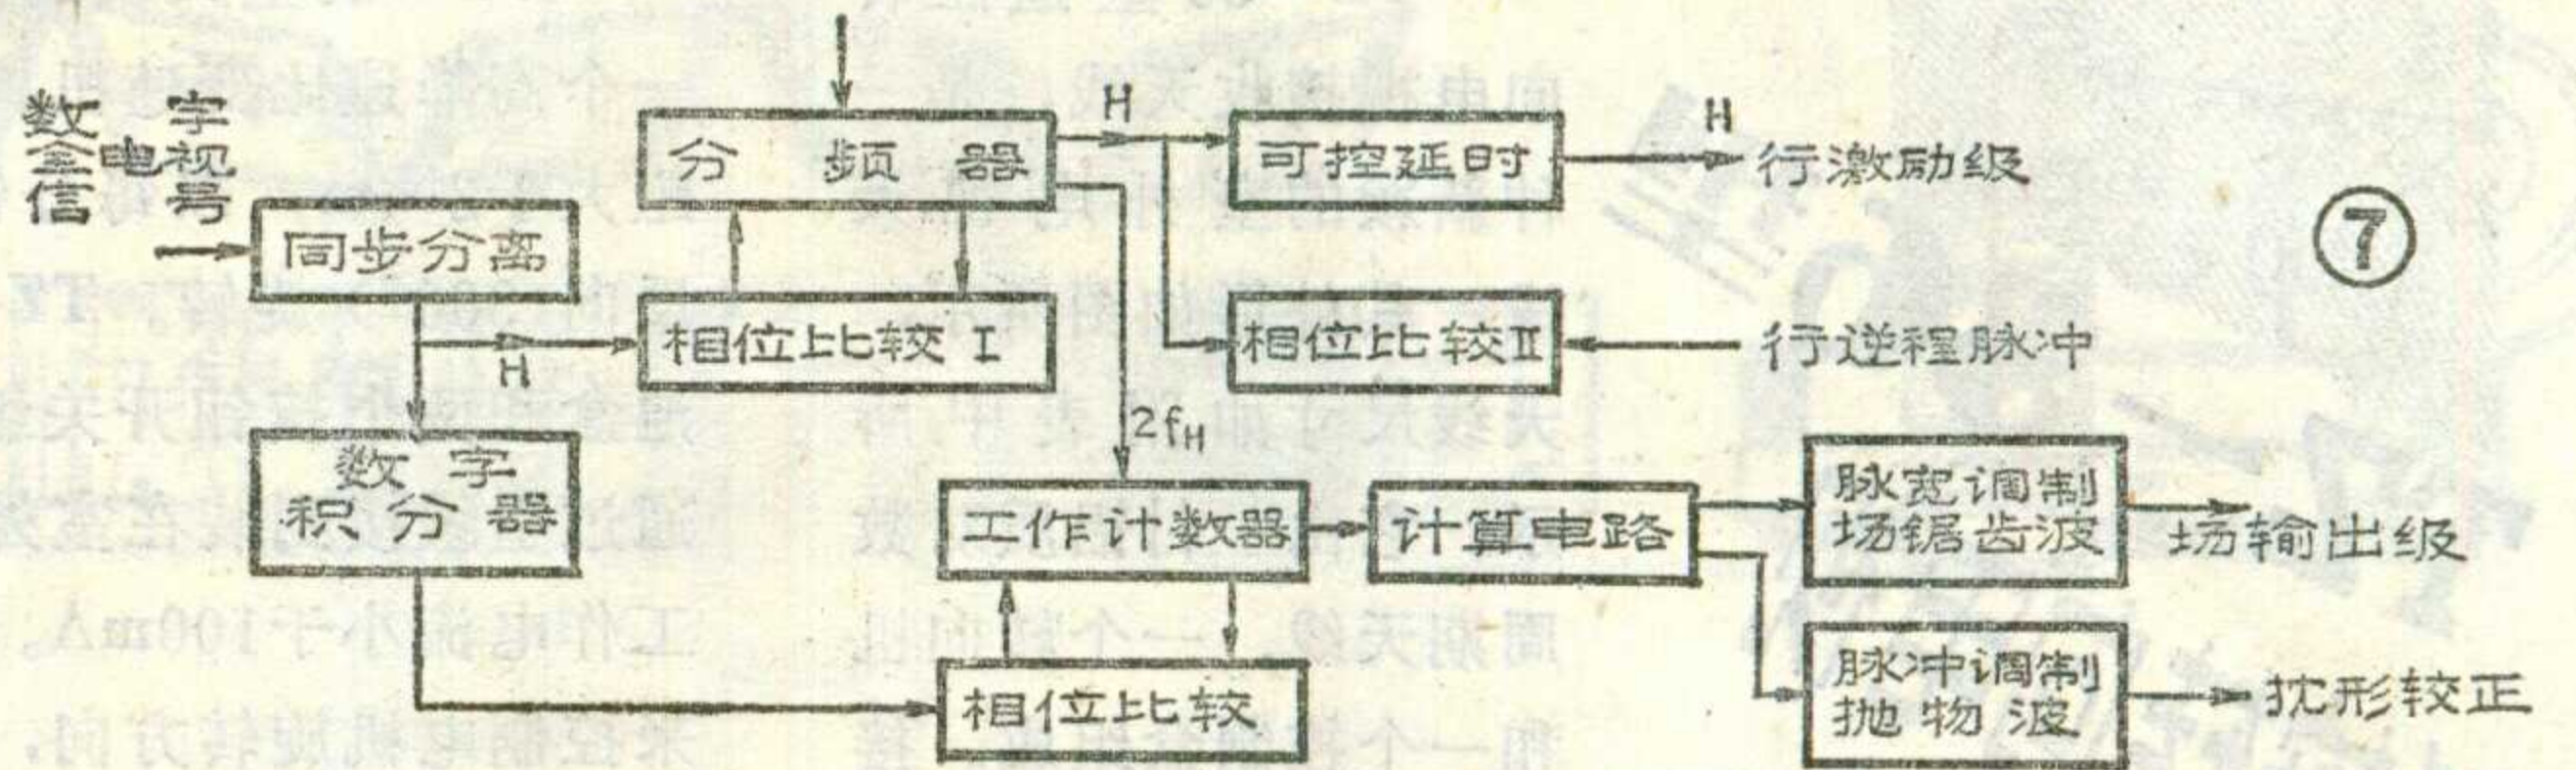 数 字
全电视
信 号
同步分离
分 频 器
H
可控延时
H
行激励级
⑦
相位比较 I
H
相位比较Ⅱ
行逆程脉冲
2fH
数 字
积 分 器
工作计数器
计算电路
脉宽调制
场锯齿波
场输出级
相位比较
脉冲调制
抛 物 波
枕形较正